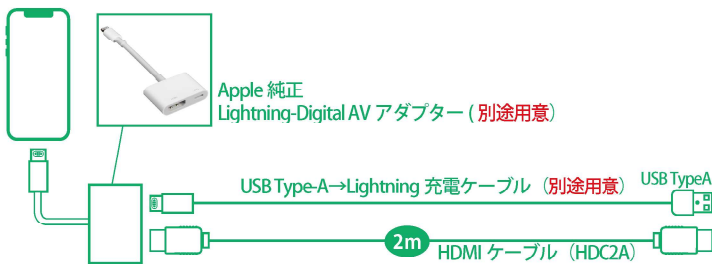 Apple 純正
Lightning-Digital AV アダプター ( 別途用意）
USB Type-A→Lightning 充電ケーブル （別途用意） USB TypeA
2m
HDMI ケーブル（HDC2A）